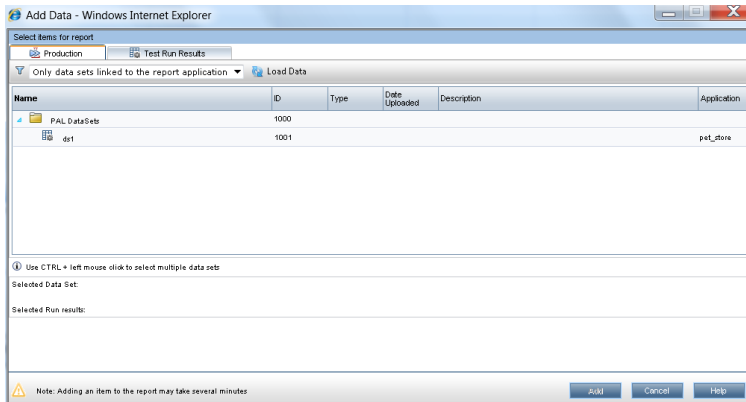 Add Data - Windows Internet Explorer
Select items for report
Production Test Run Results
Only data sets linked to the report application Load Data
Name ID Type Date Uploaded Description Application
PAL DataSets 1000
ds1 1001 pet_store
Use CTRL + left mouse click to select multiple data sets
Selected Data Set:
Selected Run results:
Note: Adding an item to the report may take several minutes Add Cancel Help